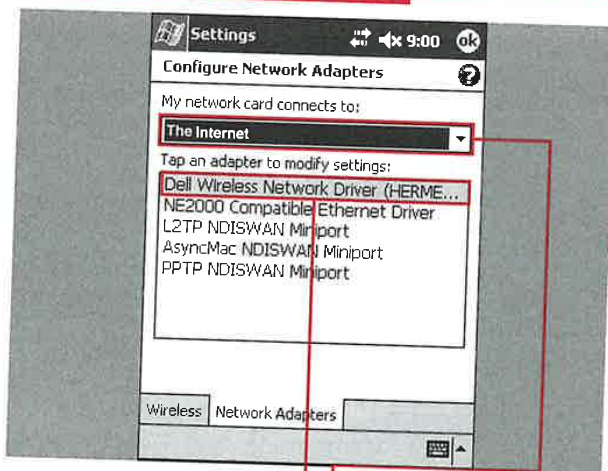 Settings 9:00 ok
Configure Network Adapters
My network card connects to:
The Internet
Tap an adapter to modify settings:
Dell Wireless Network Driver (HERME...
NE2000 Compatible Ethernet Driver
L2TP NDISWAN Miniport
AsyncMac NDISWAN Miniport
PPTP NDISWAN Miniport
Wireless Network Adapters